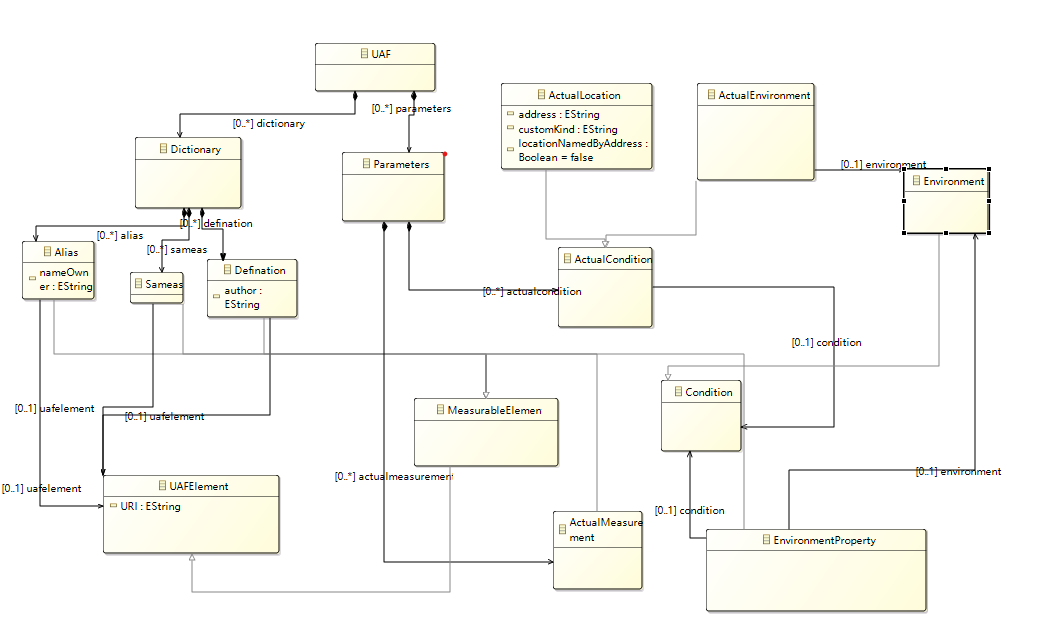 UAF
[0..*] parameters
[0..*] dictionary
ActualLocation
address : EString
customKind : EString
locationNamedByAddress :
Boolean = false
ActualEnvironment
Dictionary
Parameters
[0..1] environment
Environment
[0..*] defination
[0..*] alias
[0..*] sameas
Alias
nameOwn
er : EString
Sameas
Defination
author :
EString
ActualCondition
[0..*] actualcondition
[0..1] condition
Condition
MeasurableElemen
[0..1] uafelement
[0..1] uafelement
[0..*] actualmeasurement
[0..1] environment
[0..1] uafelement
UAFElement
URI : EString
[0..1] condition
ActualMeasure
ment
EnvironmentProperty